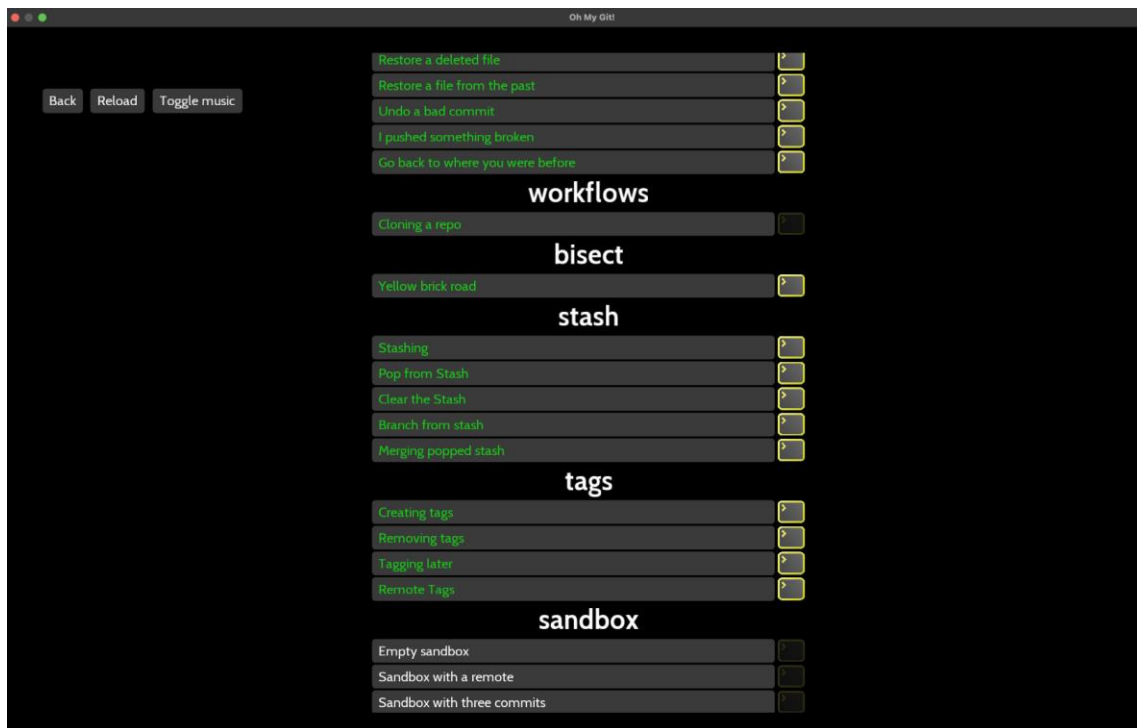 Oh My Git!
Back Reload Toggle music
Restore a deleted file
Restore a file from the past
Undo a bad commit
I pushed something broken
Go back to where you were before
workflows
Cloning a repo
bisect
Yellow brick road
stash
Stashing
Pop from Stash
Clear the Stash
Branch from stash
Merging popped stash
tags
Creating tags
Removing tags
Tagging later
Remote Tags
sandbox
Empty sandbox
Sandbox with a remote
Sandbox with three commits